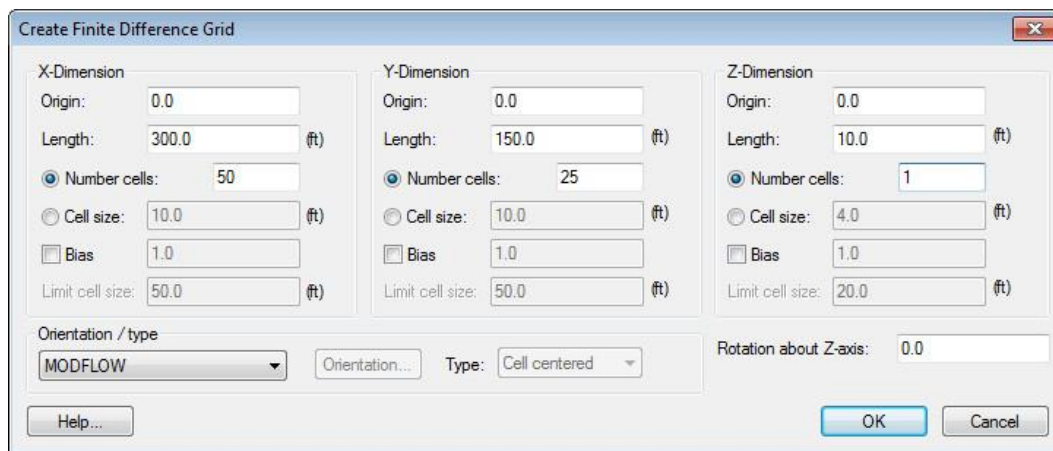 Create Finite Difference Grid
X-Dimension
Origin: 0.0
Length: 300.0 (ft)
Number cells: 50
Cell size: 10.0 (ft)
Bias 1.0
Limit cell size: 50.0 (ft)
Y-Dimension
Origin: 0.0
Length: 150.0 (ft)
Number cells: 25
Cell size: 10.0 (ft)
Bias 1.0
Limit cell size: 50.0 (ft)
Z-Dimension
Origin: 0.0
Length: 10.0 (ft)
Number cells: 1
Cell size: 4.0 (ft)
Bias 1.0
Limit cell size: 20.0 (ft)
Orientation / type
MODFLOW Orientation... Type: Cell centered
Rotation about Z-axis: 0.0
Help... OK Cancel